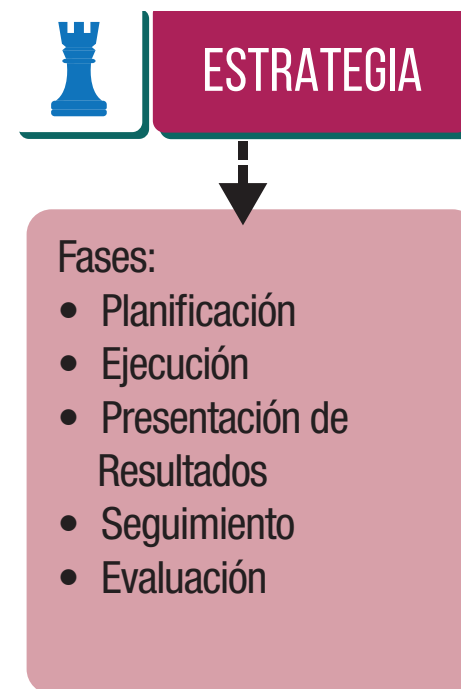 ESTRATEGIA
Fases:
• Planificación
• Ejecución
• Presentación de
Resultados
• Seguimiento
• Evaluación